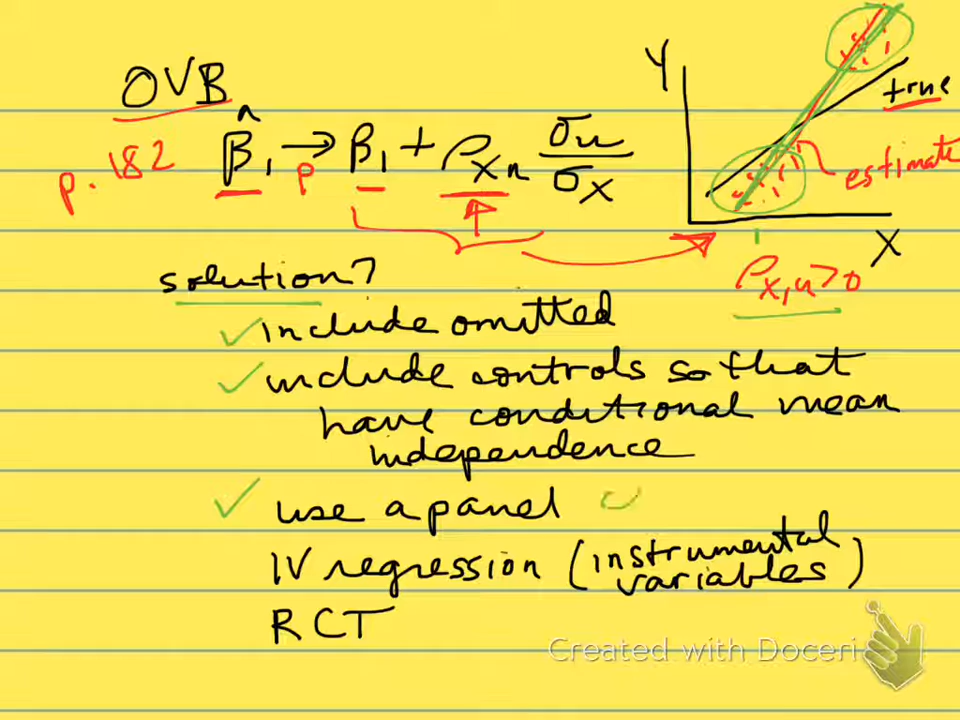 OVB
p. 182
β̂₁ →ᵖ β₁ + ρₓᵤ σᵤ/σₓ
Y
true
estimate
X
ρₓ,ᵤ > 0
solution?
✓ include omitted
✓ include controls so that
have conditional mean
independence
✓ use a panel
IV regression (instrumental
variables)
RCT
Created with Doceri